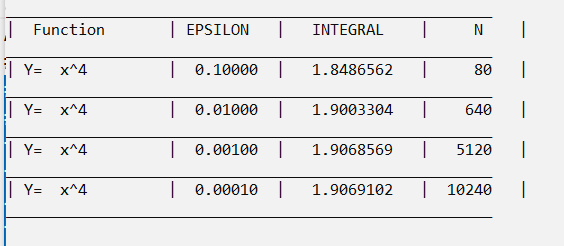 | Function | EPSILON | INTEGRAL | N |
| Y= x^4 | 0.10000 | 1.8486562 | 80 |
| Y= x^4 | 0.01000 | 1.9003304 | 640 |
| Y= x^4 | 0.00100 | 1.9068569 | 5120 |
| Y= x^4 | 0.00010 | 1.9069102 | 10240 |